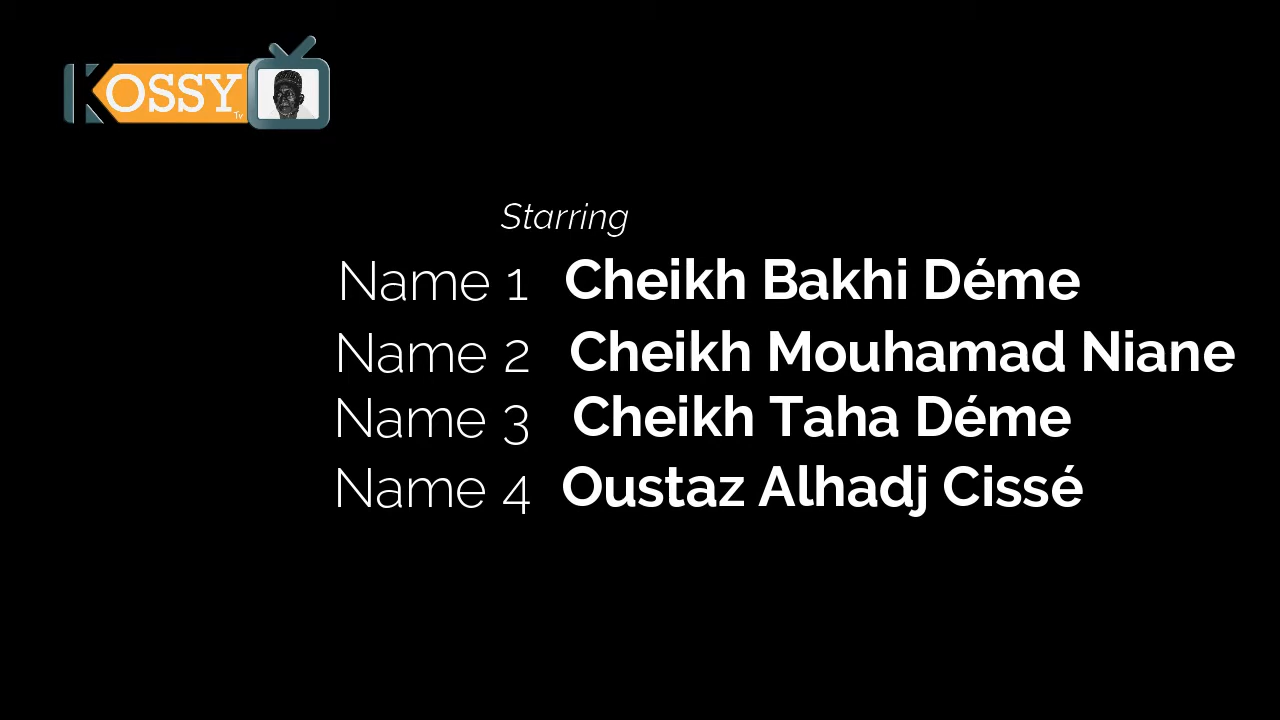 KOSSY
Tv
Starring
Name 1 Cheikh Bakhi Déme
Name 2 Cheikh Mouhamad Niane
Name 3 Cheikh Taha Déme
Name 4 Oustaz Alhadj Cissé